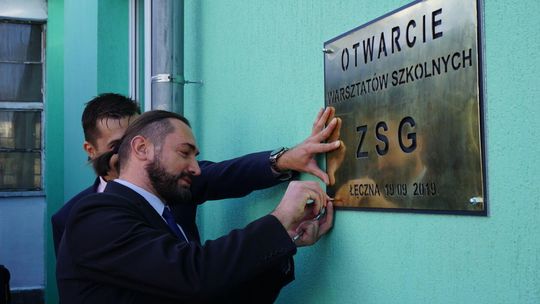 OTWARCIE
WARSZTATÓW SZKOLNYCH
ZSG
ŁĘCZNA 19 09 2019